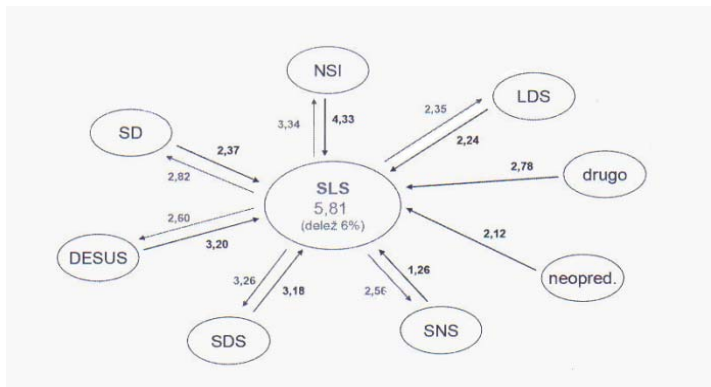 NSI
LDS
3,34
4,33
2,35
2,24
SD
2,37
2,82
SLS
5,81
(delež 6%)
2,78
drugo
2,60
3,20
DESUS
2,12
neopred.
3,26
3,18
1,26
2,56
SDS
SNS